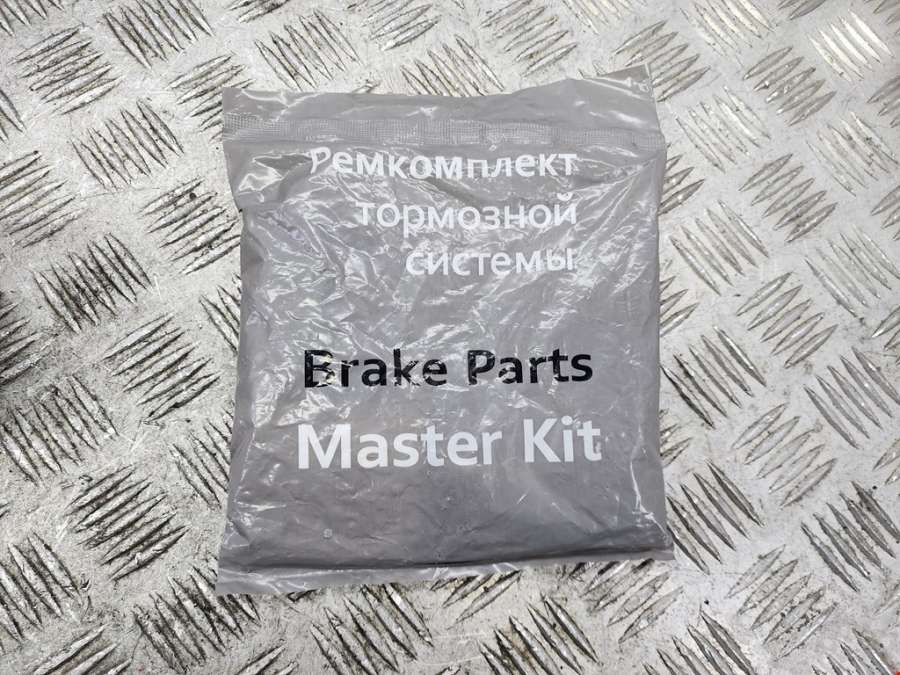 Ремкомплект
тормозной
системы
Brake Parts
Master Kit